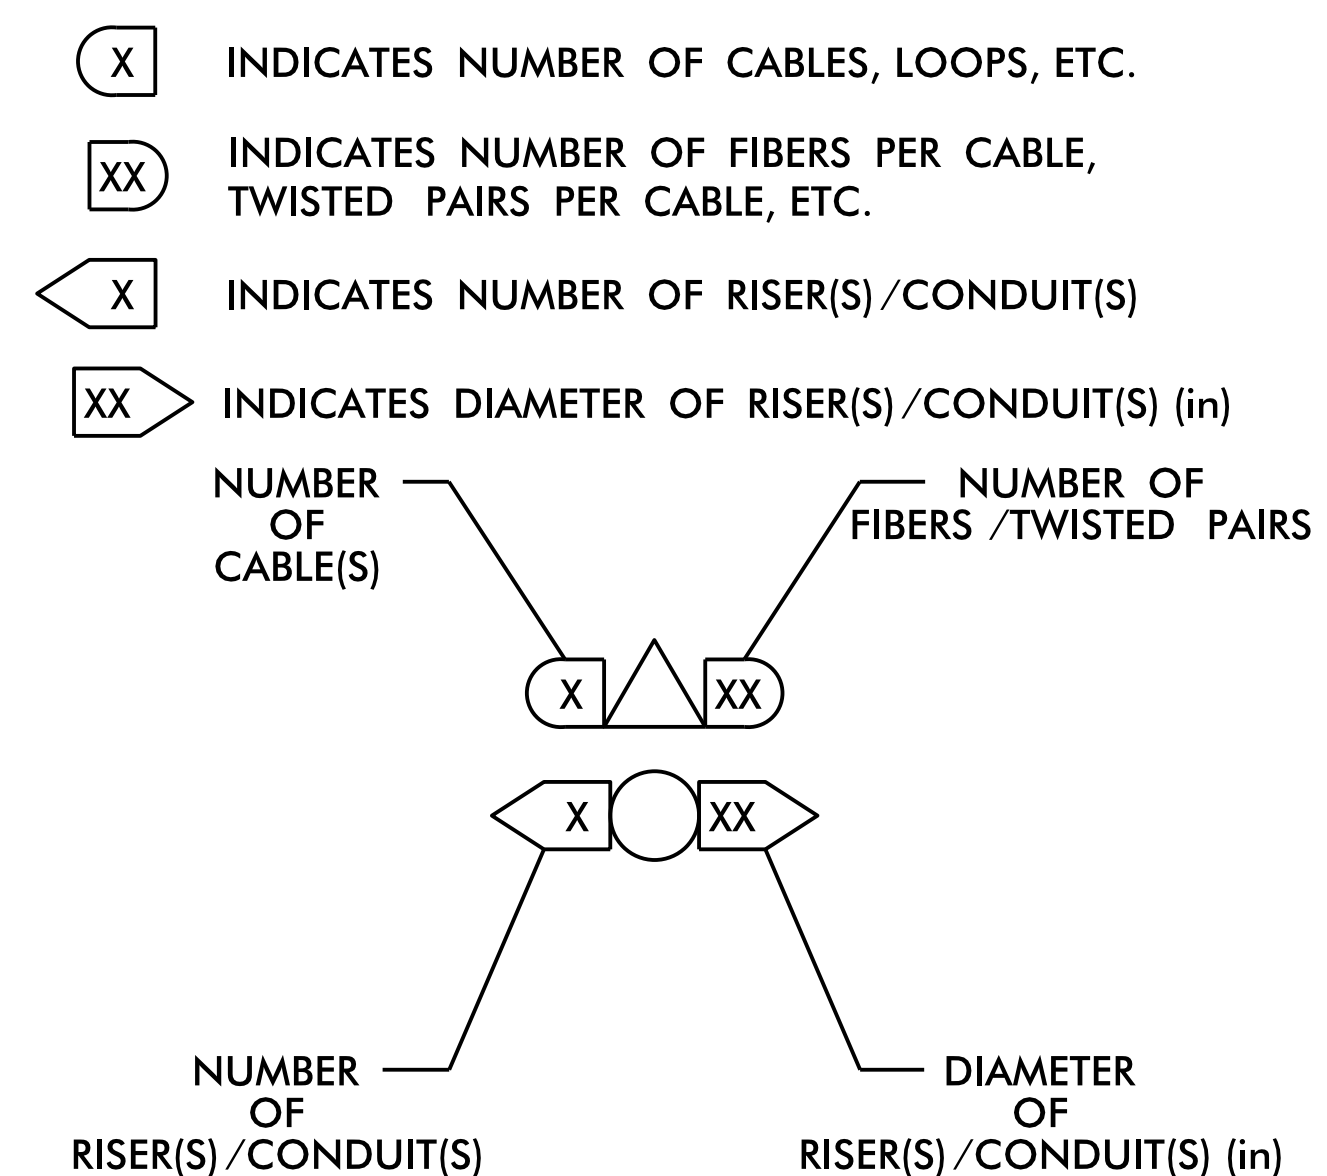 X INDICATES NUMBER OF CABLES, LOOPS, ETC.
XX INDICATES NUMBER OF FIBERS PER CABLE,
TWISTED PAIRS PER CABLE, ETC.
X INDICATES NUMBER OF RISER(S)/CONDUIT(S)
XX INDICATES DIAMETER OF RISER(S)/CONDUIT(S) (in)
NUMBER
OF
CABLE(S)
NUMBER OF
FIBERS /TWISTED PAIRS
X XX
X XX
NUMBER
OF
RISER(S)/CONDUIT(S)
DIAMETER
OF
RISER(S)/CONDUIT(S) (in)